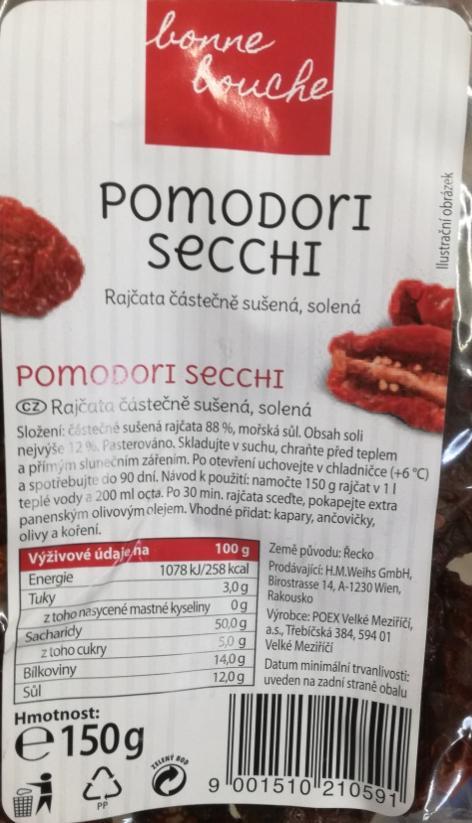 bonne
bouche
POMODORI
SECCHI
Rajčata částečně sušená, solená
Ilustrační obrázek
POMODORI SECCHI
CZ Rajčata částečně sušená, solená
Složení: částečně sušená rajčata 88 %, mořská sůl. Obsah soli
nejvýše 12 %. Pasterováno. Skladujte v suchu, chraňte před teplem
a přímým slunečním zářením. Po otevření uchovejte v chladničce (+6 °C)
a spotřebujte do 90 dní. Návod k použití: namočte 150 g rajčat v 1 l
teplé vody a 200 ml octa. Po 30 min. rajčata sceďte, pokapejte extra
panenským olivovým olejem. Vhodné přidat: kapary, ančovičky,
olivy a koření.
Výživové údaje na 100 g
Energie 1078 kJ/258 kcal
Tuky 3,0 g
z toho nasycené mastné kyseliny 0 g
Sacharidy 50,0 g
z toho cukry 5,0 g
Bílkoviny 14,0 g
Sůl 12,0 g
Země původu: Řecko
Prodávající: H.M.Weihs GmbH,
Birostrasse 14, A-1230 Wien,
Rakousko
Výrobce: POEX Velké Meziříčí,
a.s., Třebíčská 384, 594 01
Velké Meziříčí
Datum minimální trvanlivosti:
uveden na zadní straně obalu
Hmotnost:
e 150 g
PP
ZELENÝ BOD
9 001510 210591